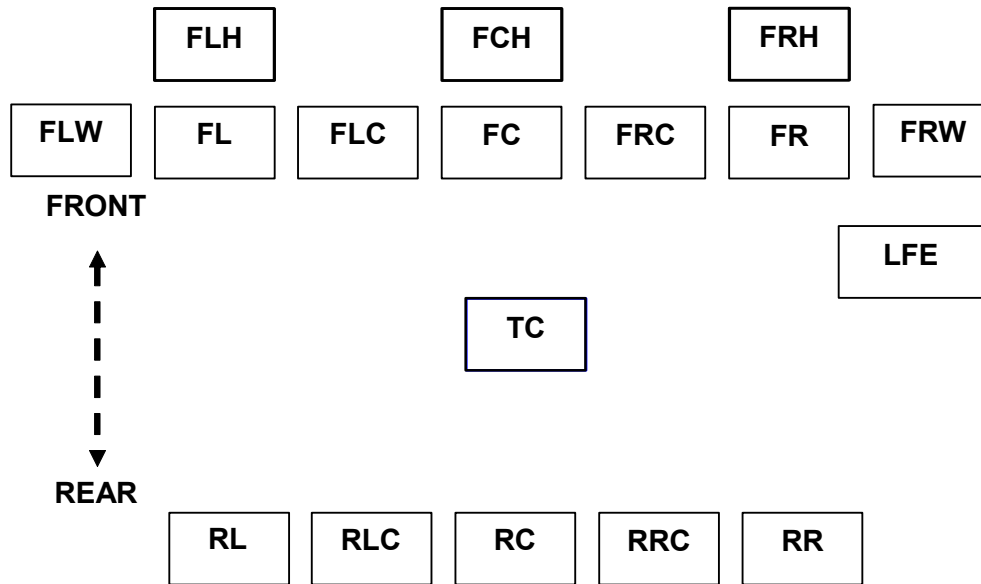 FLH FCH FRH
FLW FL FLC FC FRC FR FRW
FRONT
LFE
TC
REAR
RL RLC RC RRC RR